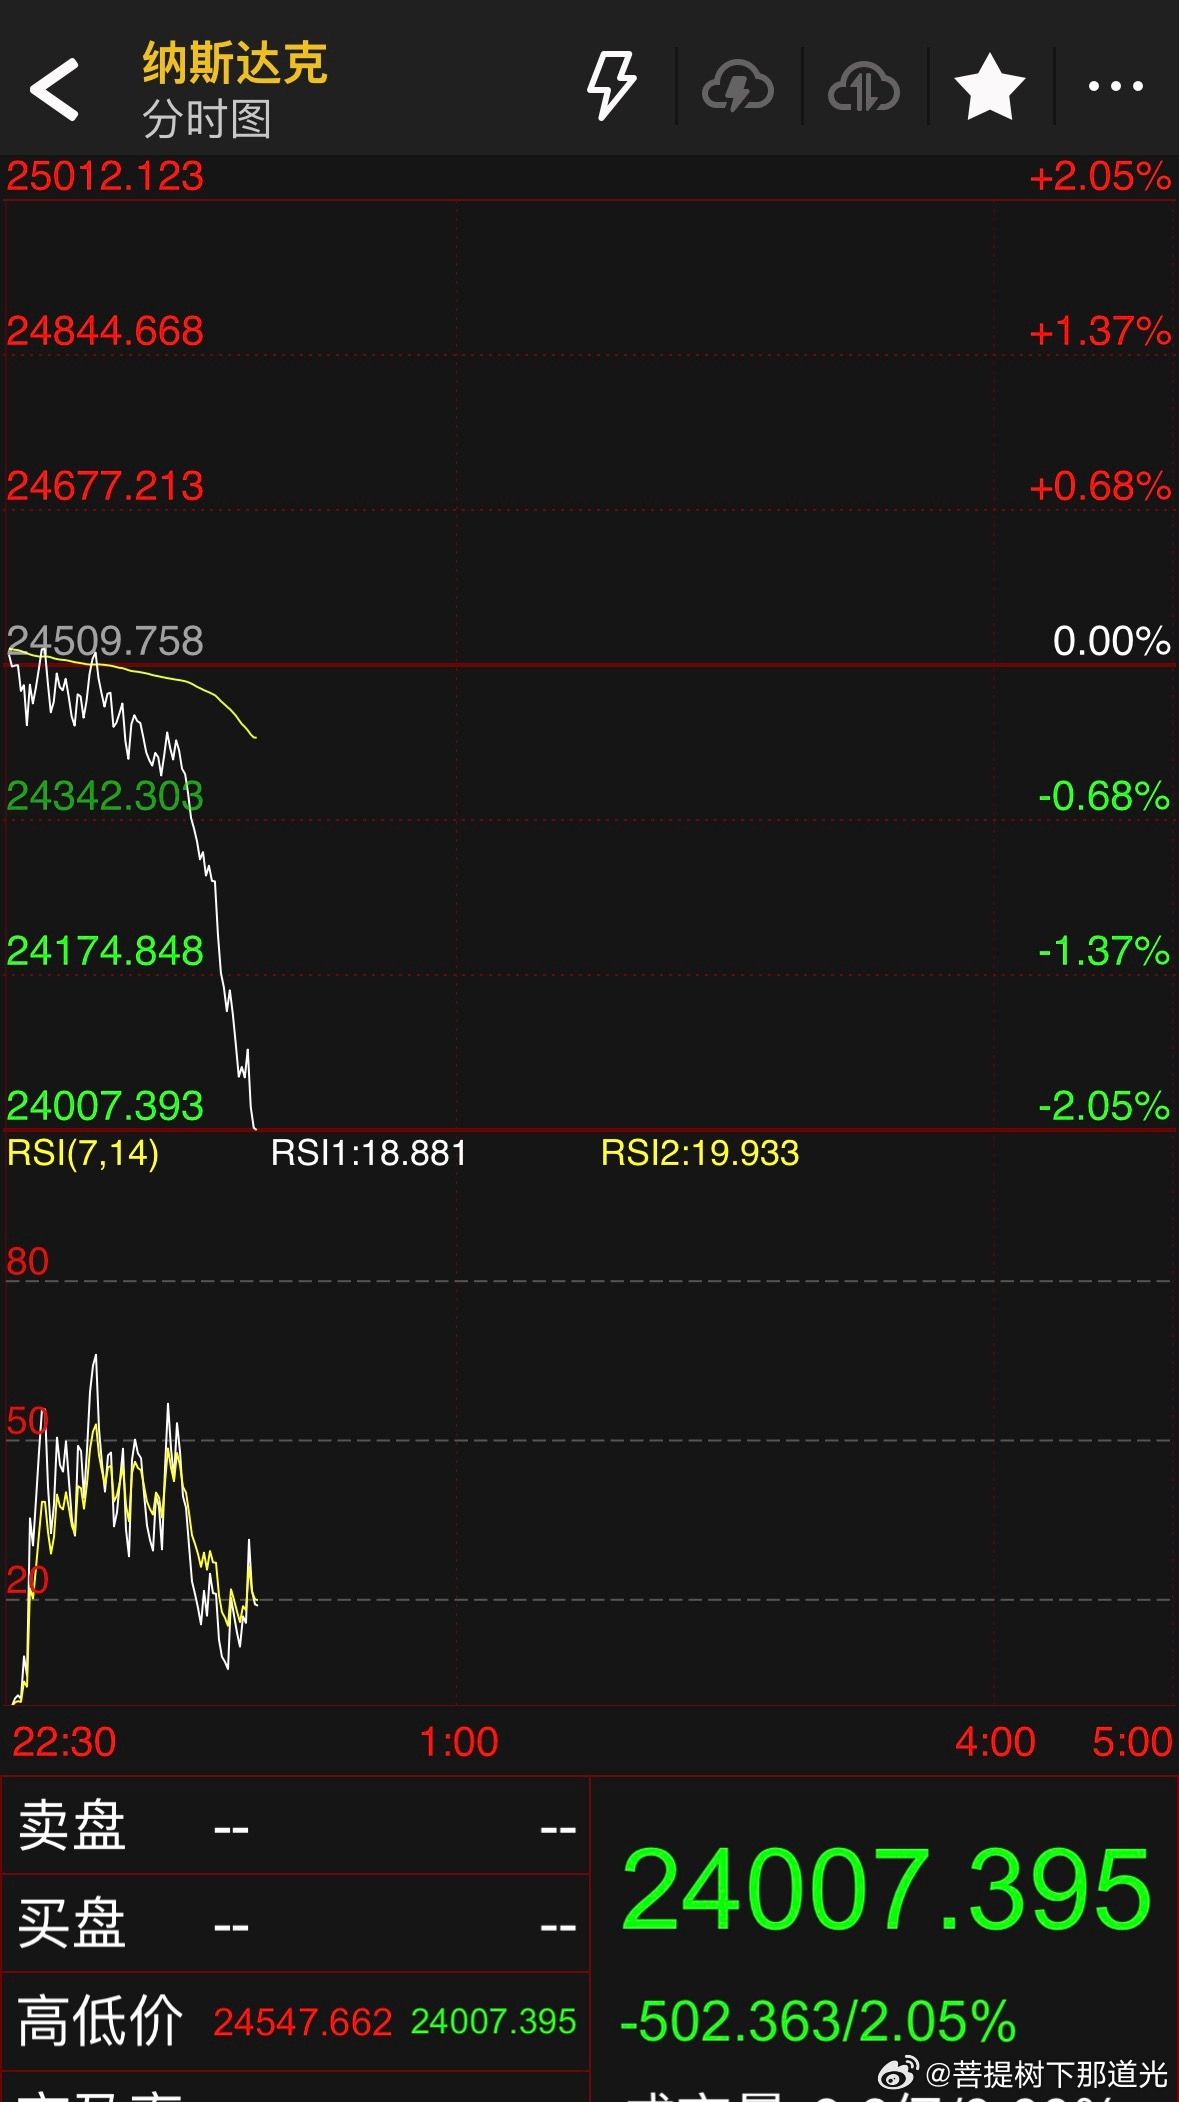 纳斯达克
分时图
25012.123 +2.05%
24844.668 +1.37%
24677.213 +0.68%
24509.758 0.00%
24342.303 -0.68%
24174.848 -1.37%
24007.393 -2.05%
RSI(7,14) RSI1:18.881 RSI2:19.933
80
50
20
22:30 1:00 4:00 5:00
卖盘 -- --
买盘 -- --
高低价 24547.662 24007.395
24007.395
-502.363/2.05%
@菩提树下那道光